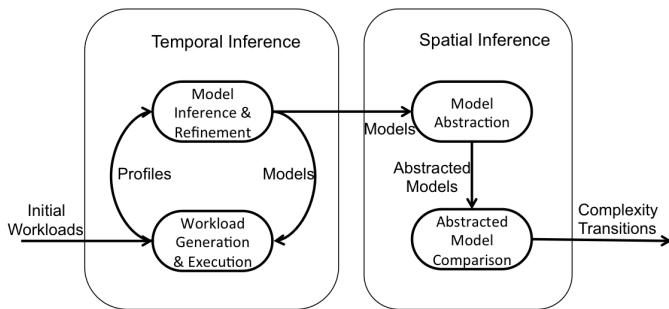 Temporal Inference
Spatial Inference
Model
Inference &
Refinement
Model
Abstraction
Models
Profiles
Models
Abstracted
Models
Initial
Workloads
Workload
Generation
& Execution
Abstracted
Model
Comparison
Complexity
Transitions